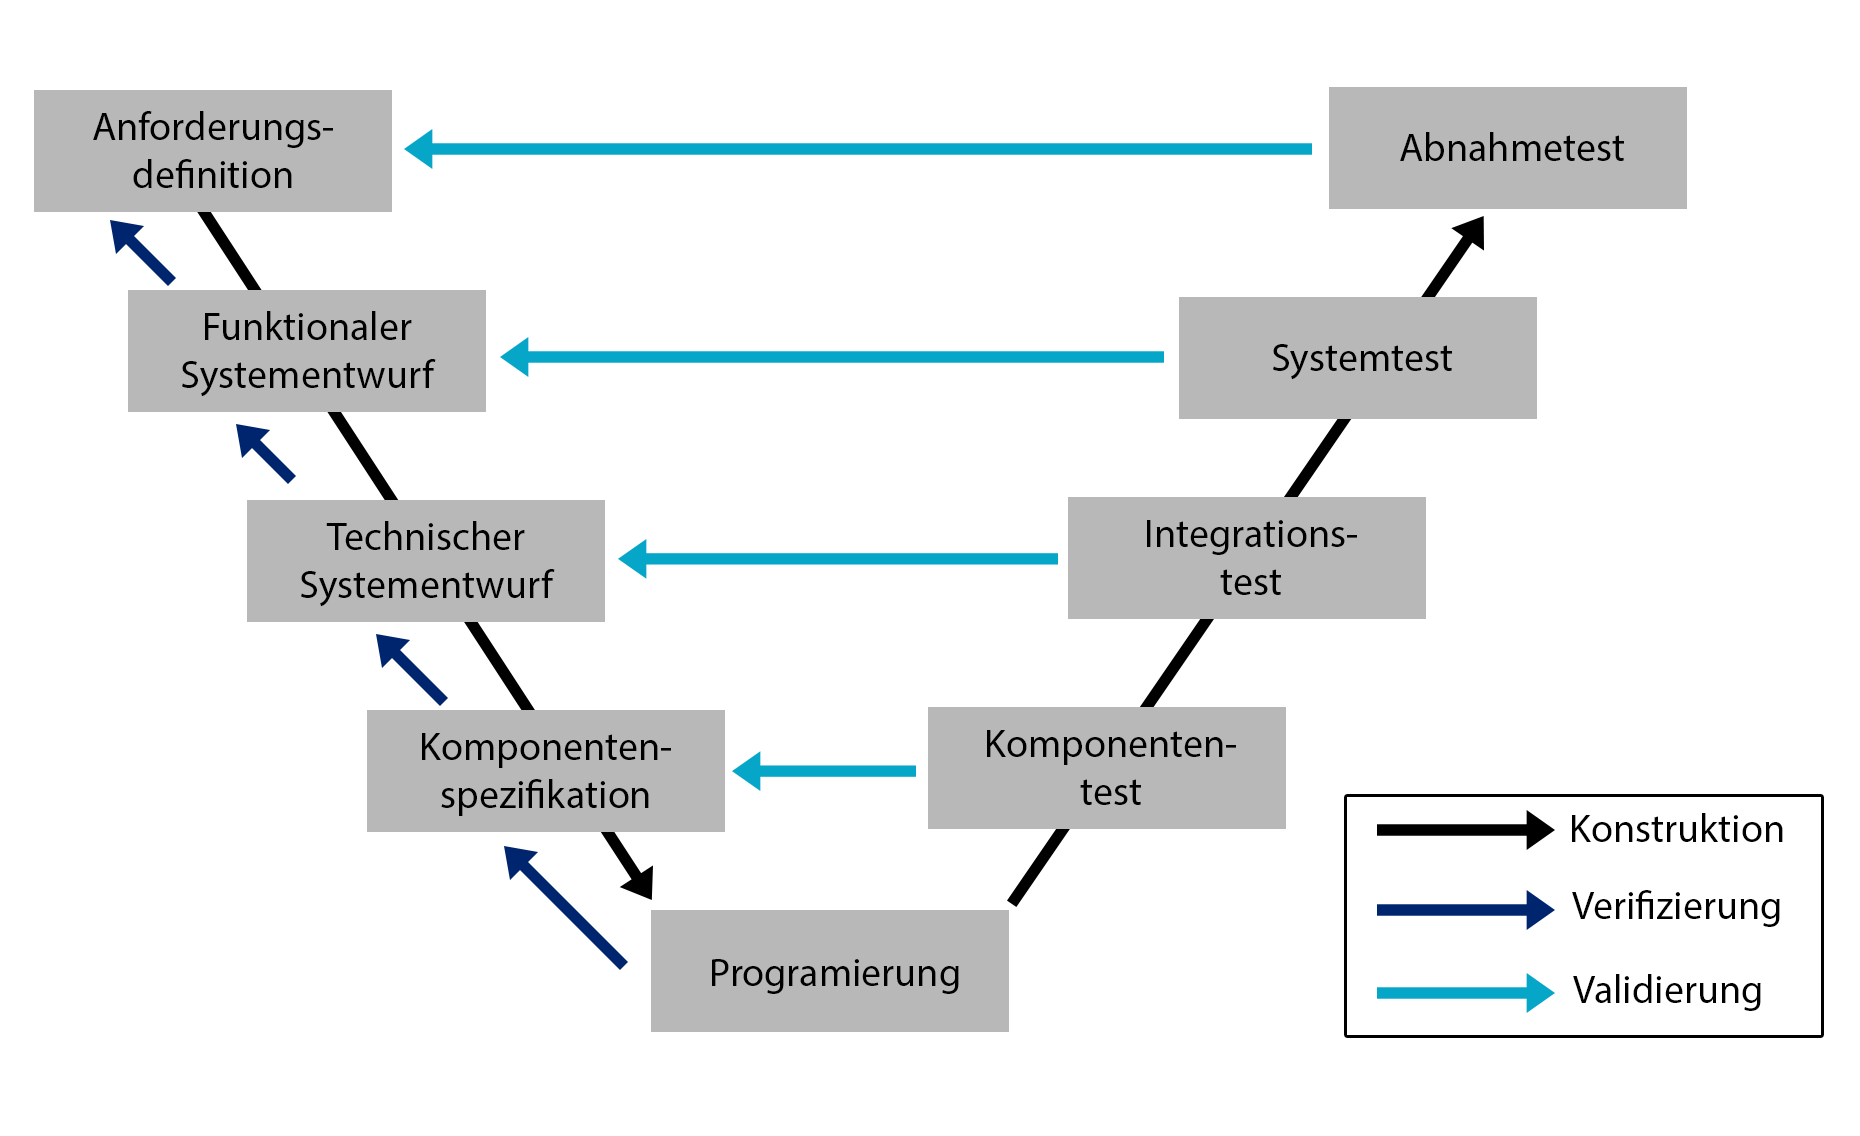 Anforderungs-
definition
Abnahmetest
Funktionaler
Systementwurf
Systemtest
Technischer
Systementwurf
Integrations-
test
Komponenten-
spezifikation
Komponenten-
test
Programierung
Konstruktion
Verifizierung
Validierung